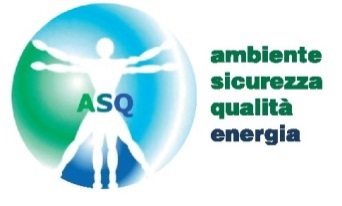 ASQ
ambiente
sicurezza
qualità
energia